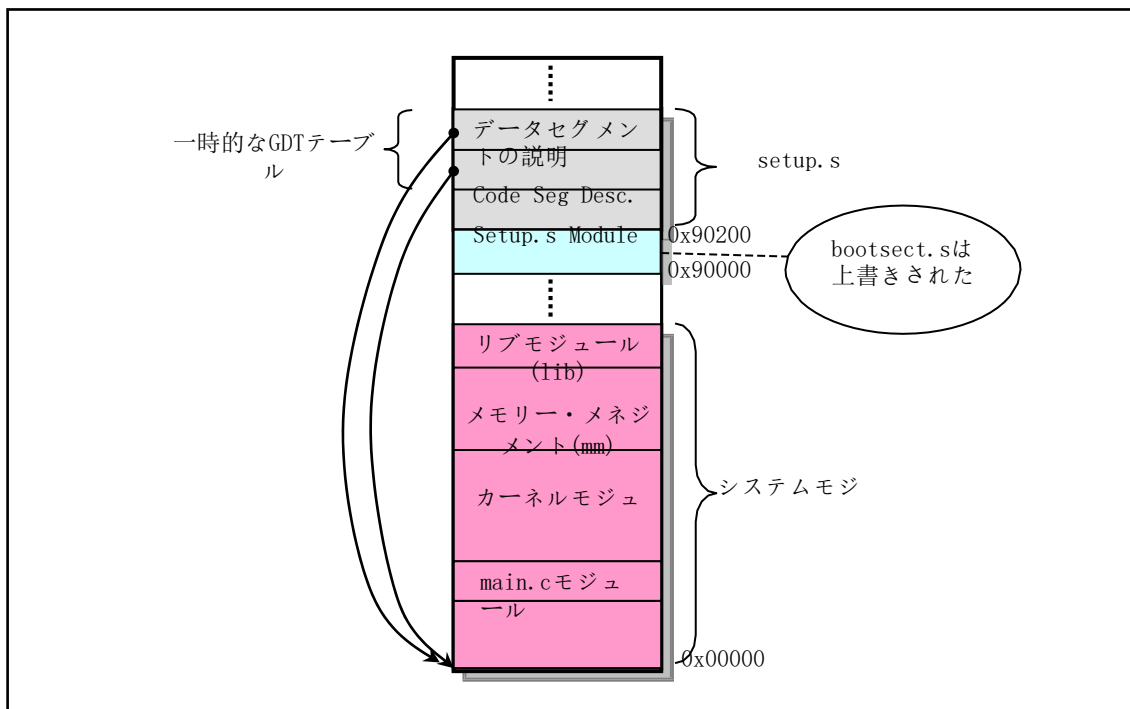 一時的なGDTテーブ
ル
データセグメン
トの説明
Code Seg Desc.
Setup.s Module
setup.s
0x90200
0x90000
bootsect.sは
上書きされた
リブモジュール
(lib)
メモリー・メネジ
メント(mm)
カーネルモジュ
main.cモジュ
ール
システムモジ
0x00000